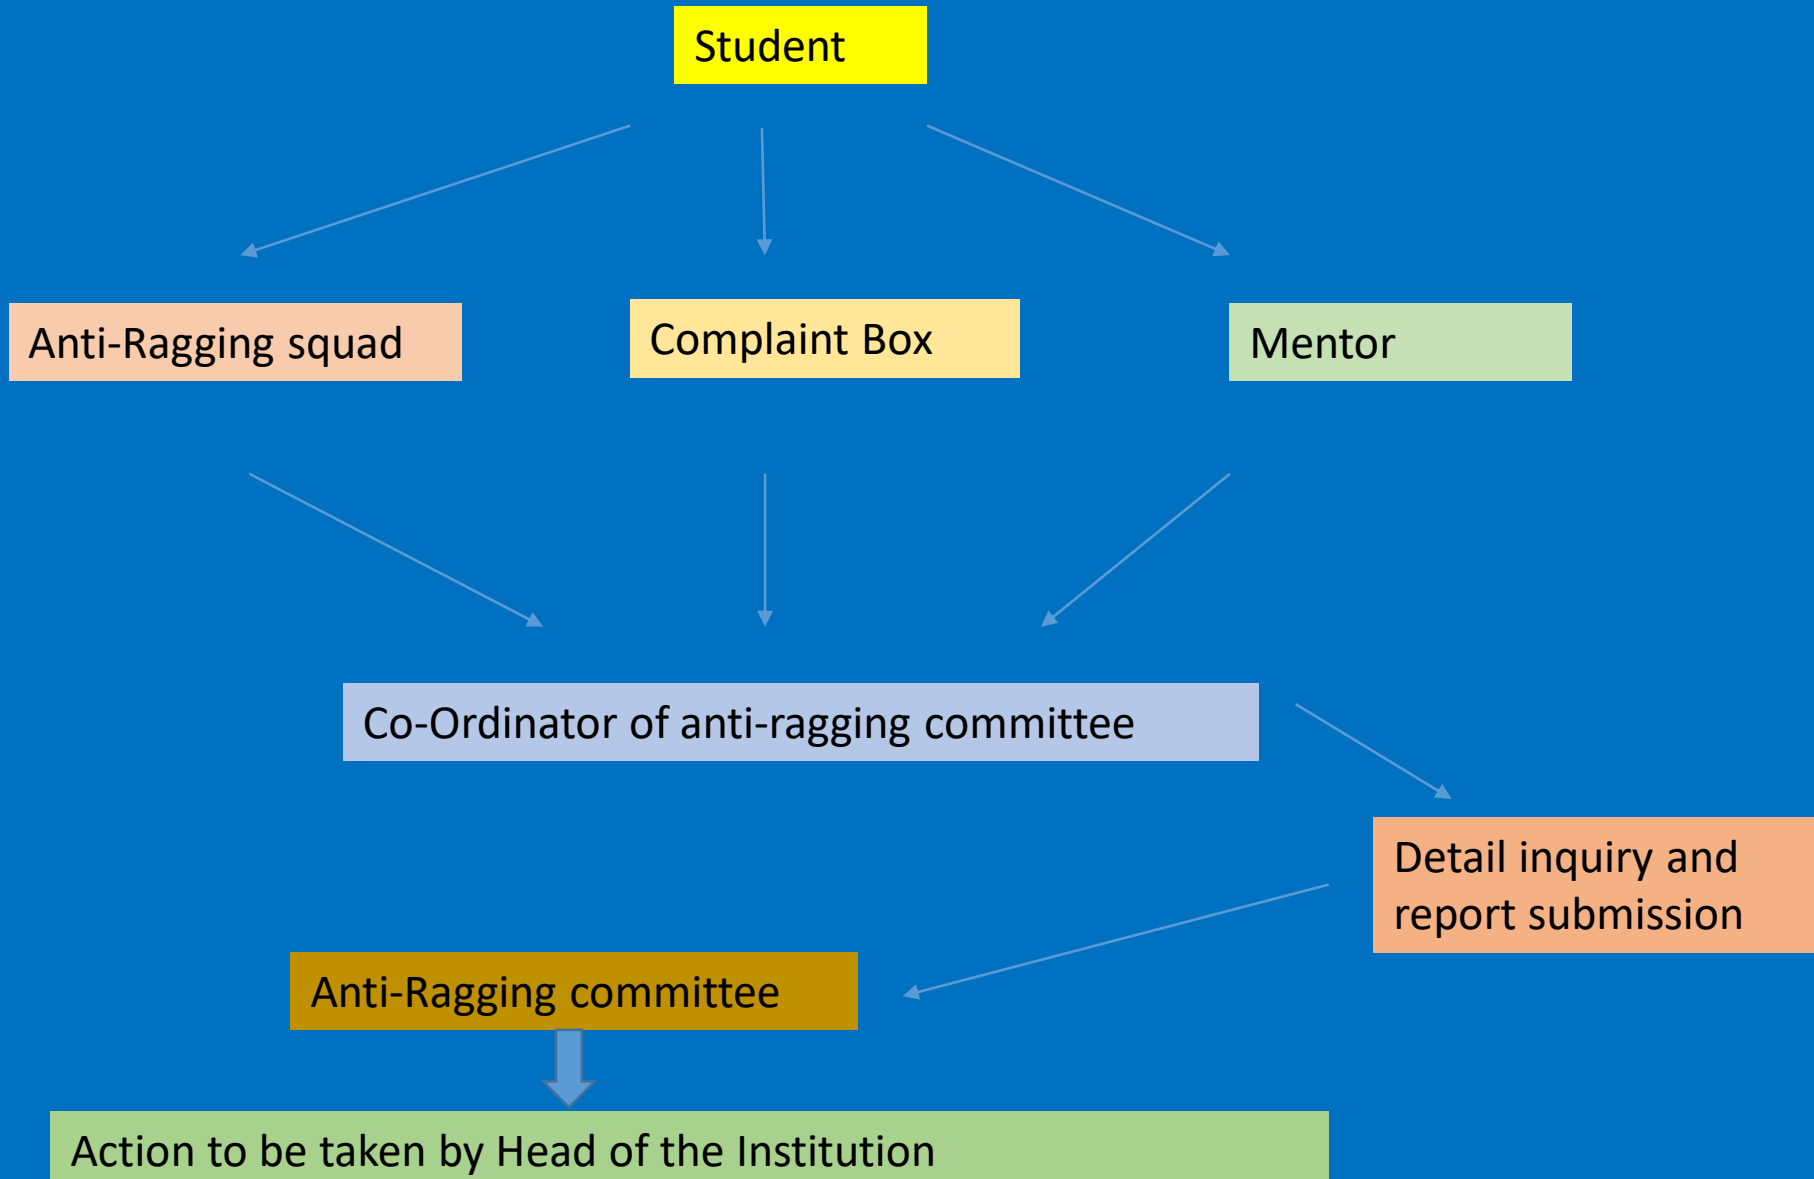 Student
Anti-Ragging squad
Complaint Box
Mentor
Co-Ordinator of anti-ragging committee
Detail inquiry and
report submission
Anti-Ragging committee
Action to be taken by Head of the Institution